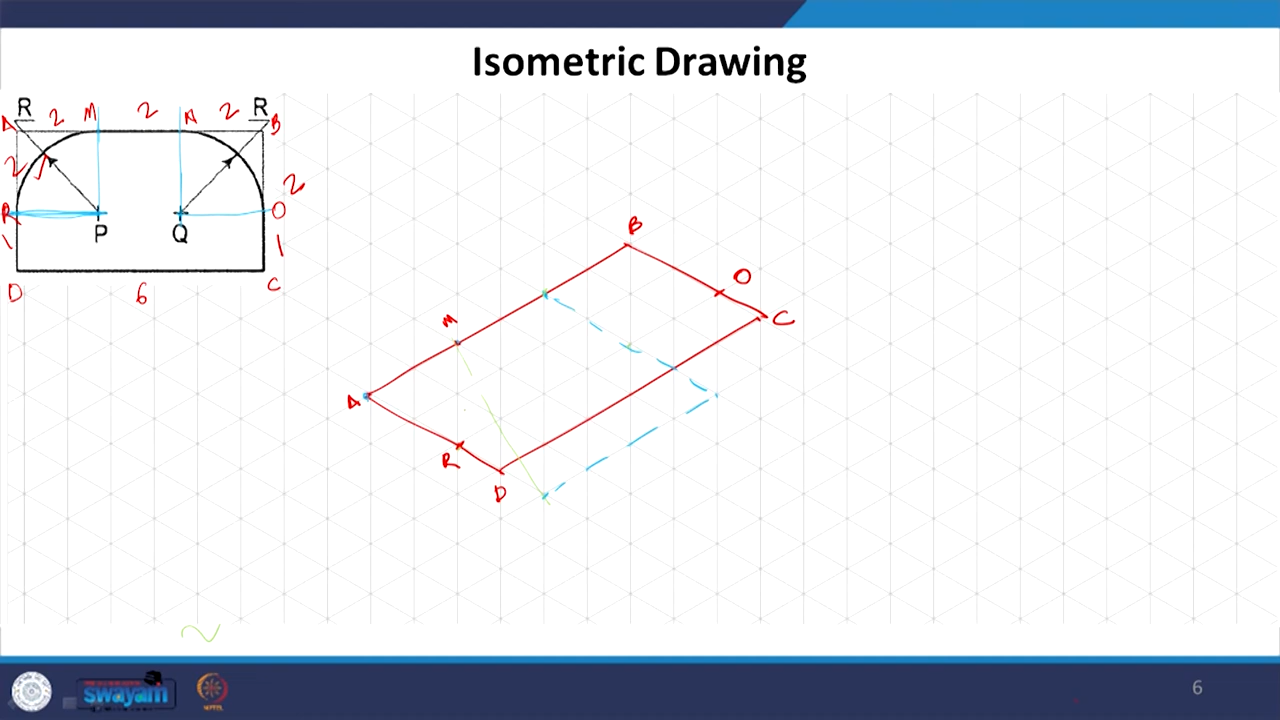 Isometric Drawing
R R
A 2 M 2 N 2 B
2 2
R P Q O
1 1
D 6 C
B
O
M C
A
R
D
swayam
6